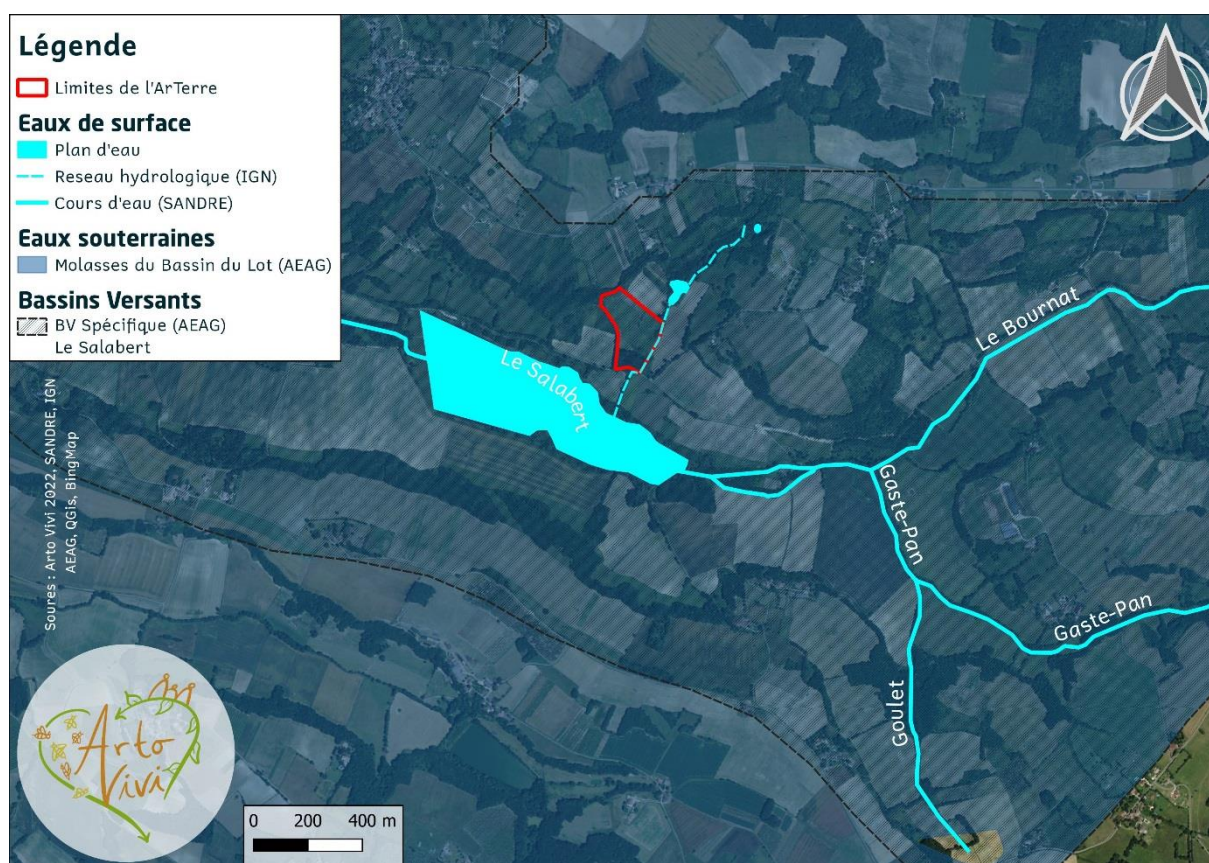 Légende
Limites de l'ArTerre
Eaux de surface
Plan d'eau
Reseau hydrologique (IGN)
Cours d'eau (SANDRE)
Eaux souterraines
Molasses du Bassin du Lot (AEAG)
Bassins Versants
BV Spécifique (AEAG)
Le Salabert
Le Salabert
Le Bournat
Gaste-Pan
Gaste-Pan
Goulet
Soures : Arto Vivi 2022, SANDRE, IGN
AEAG, QGis, BingMap
Arto
Vivi
0 200 400 m